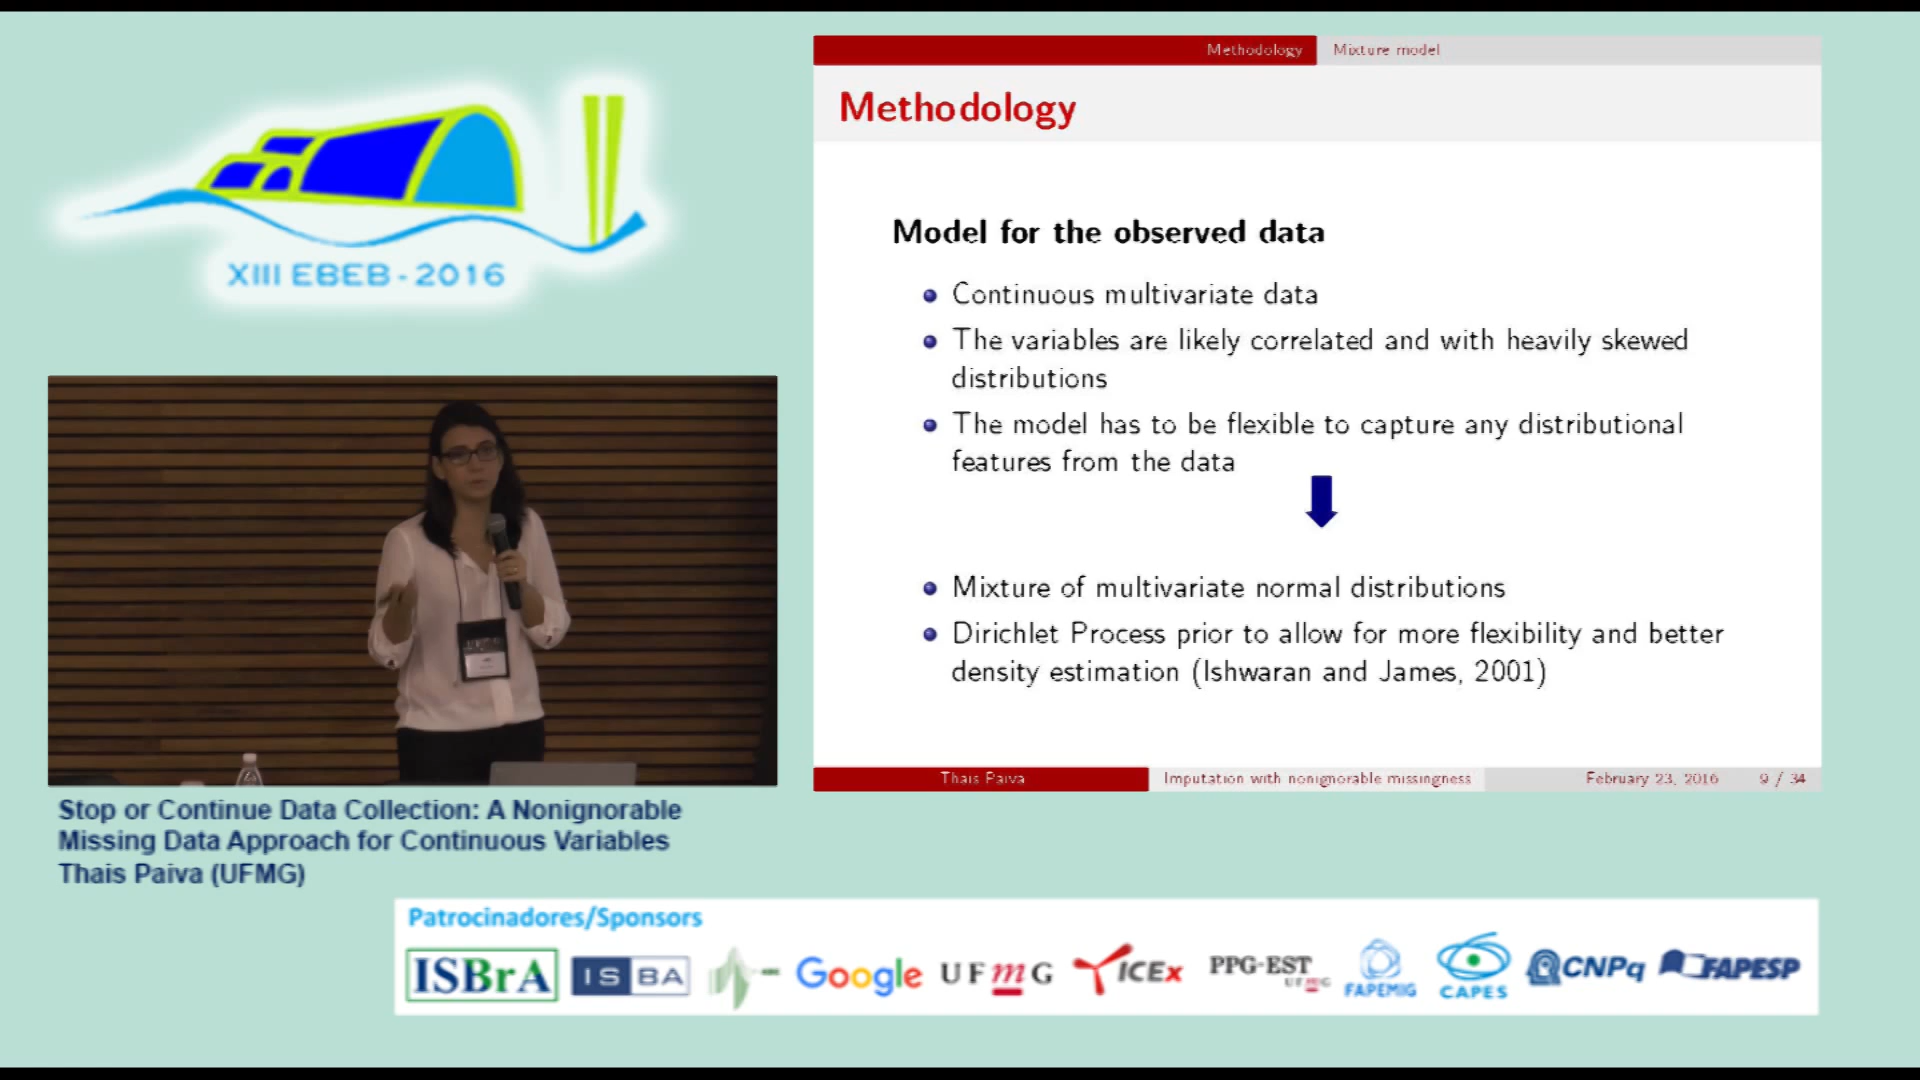 XIII EBEB - 2016
Methodology
Mixture model
Methodology
Model for the observed data
Continuous multivariate data
The variables are likely correlated and with heavily skewed
distributions
The model has to be flexible to capture any distributional
features from the data
Mixture of multivariate normal distributions
Dirichlet Process prior to allow for more flexibility and better
density estimation (Ishwaran and James, 2001)
Thais Paiva
Imputation with nonignorable missingness
February 23, 2016
9 / 34
Stop or Continue Data Collection: A Nonignorable
Missing Data Approach for Continuous Variables
Thais Paiva (UFMG)
Patrocinadores/Sponsors
ISBrA
ISBA
Google
UFmG
ICEx
PPG-EST
UFmG
FAPEMIG
CAPES
CNPq
FAPESP